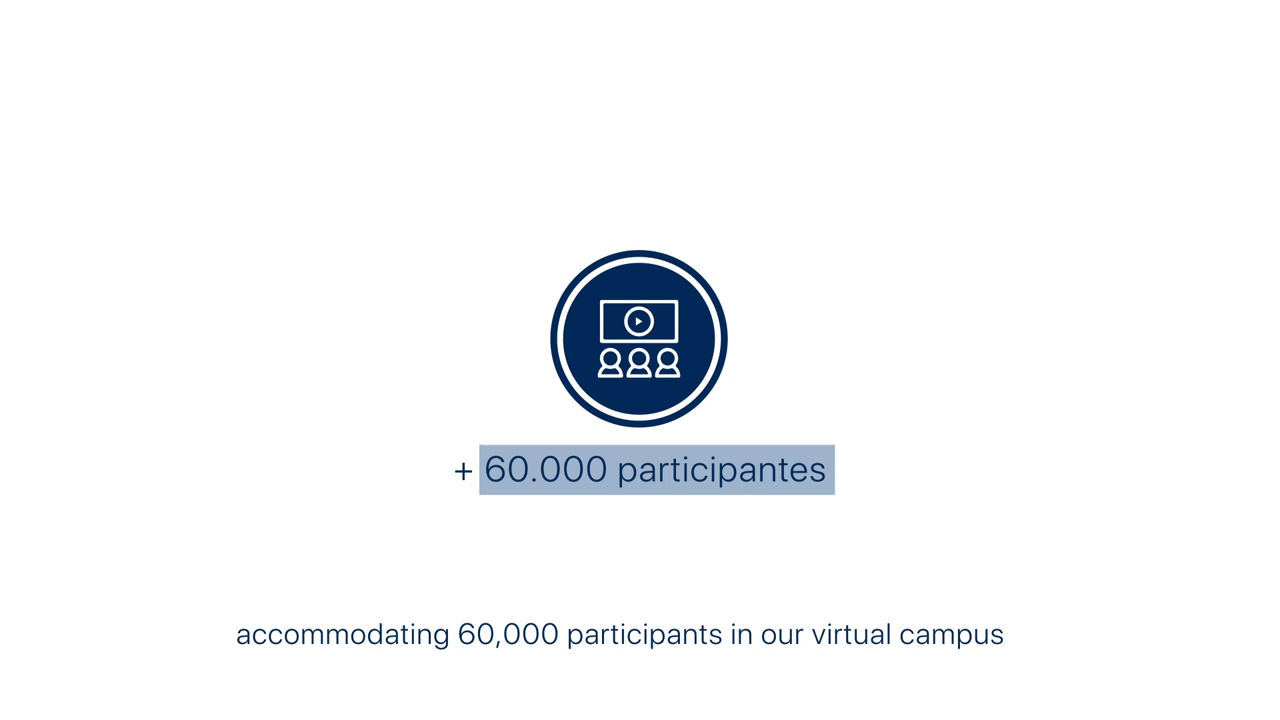 + 60.000 participantes
accommodating 60,000 participants in our virtual campus